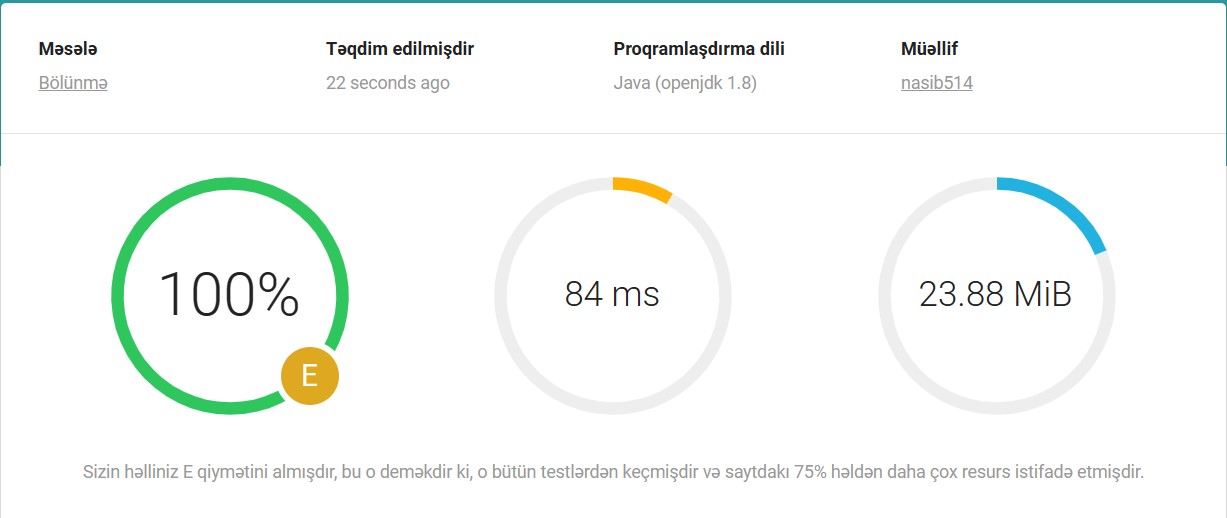 Məsələ
Təqdim edilmişdir
Proqramlaşdırma dili
Müəllif
Bölünmə
22 seconds ago
Java (openjdk 1.8)
nasib514
100%
E
84 ms
23.88 MiB
Sizin həlliniz E qiymətini almışdır, bu o deməkdir ki, o bütün testlərdən keçmişdir və saytdakı 75% həldən daha çox resurs istifadə etmişdir.